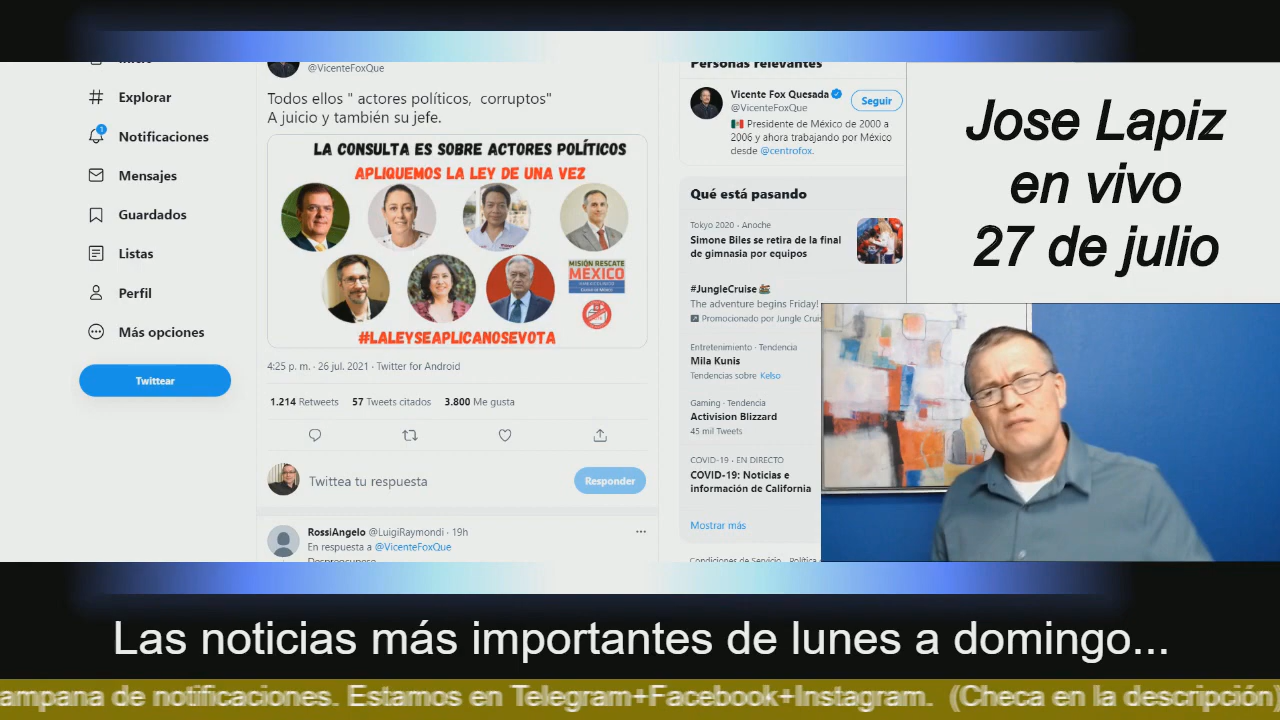 Explorar
Notificaciones
1
Mensajes
Guardados
Listas
Perfil
Más opciones
Twittear
@VicenteFoxQue
Todos ellos " actores políticos, corruptos"
A juicio y también su jefe.
LA CONSULTA ES SOBRE ACTORES POLÍTICOS
APLIQUEMOS LA LEY DE UNA VEZ
MISIÓN RESCATE
MÉXICO
#LALEYSEAPLICANOSEVOTA
4:25 p. m. · 26 jul. 2021 · Twitter for Android
1.214 Retweets 57 Tweets citados 3.800 Me gusta
Twittea tu respuesta
Responder
RossiAngelo @LuigiRaymondi · 19h
En respuesta a @VicenteFoxQue
Personas relevantes
Vicente Fox Quesada
@VicenteFoxQue
Seguir
Presidente de México de 2000 a
2006 y ahora trabajando por México
desde @centrofox.
Qué está pasando
Tokyo 2020 · Anoche
Simone Biles se retira de la final
de gimnasia por equipos
#JungleCruise
The adventure begins Friday!
Promocionado por Jungle Cruis
Entretenimiento · Tendencia
Mila Kunis
Tendencias sobre Kelso
Gaming · Tendencia
Activision Blizzard
45 mil Tweets
COVID-19 · EN DIRECTO
COVID-19: Noticias e
información de California
Mostrar más
Condiciones de Servicio Política
Jose Lapiz
en vivo
27 de julio
Las noticias más importantes de lunes a domingo...
ampana de notificaciones. Estamos en Telegram+Facebook+Instagram. (Checa en la descripción)